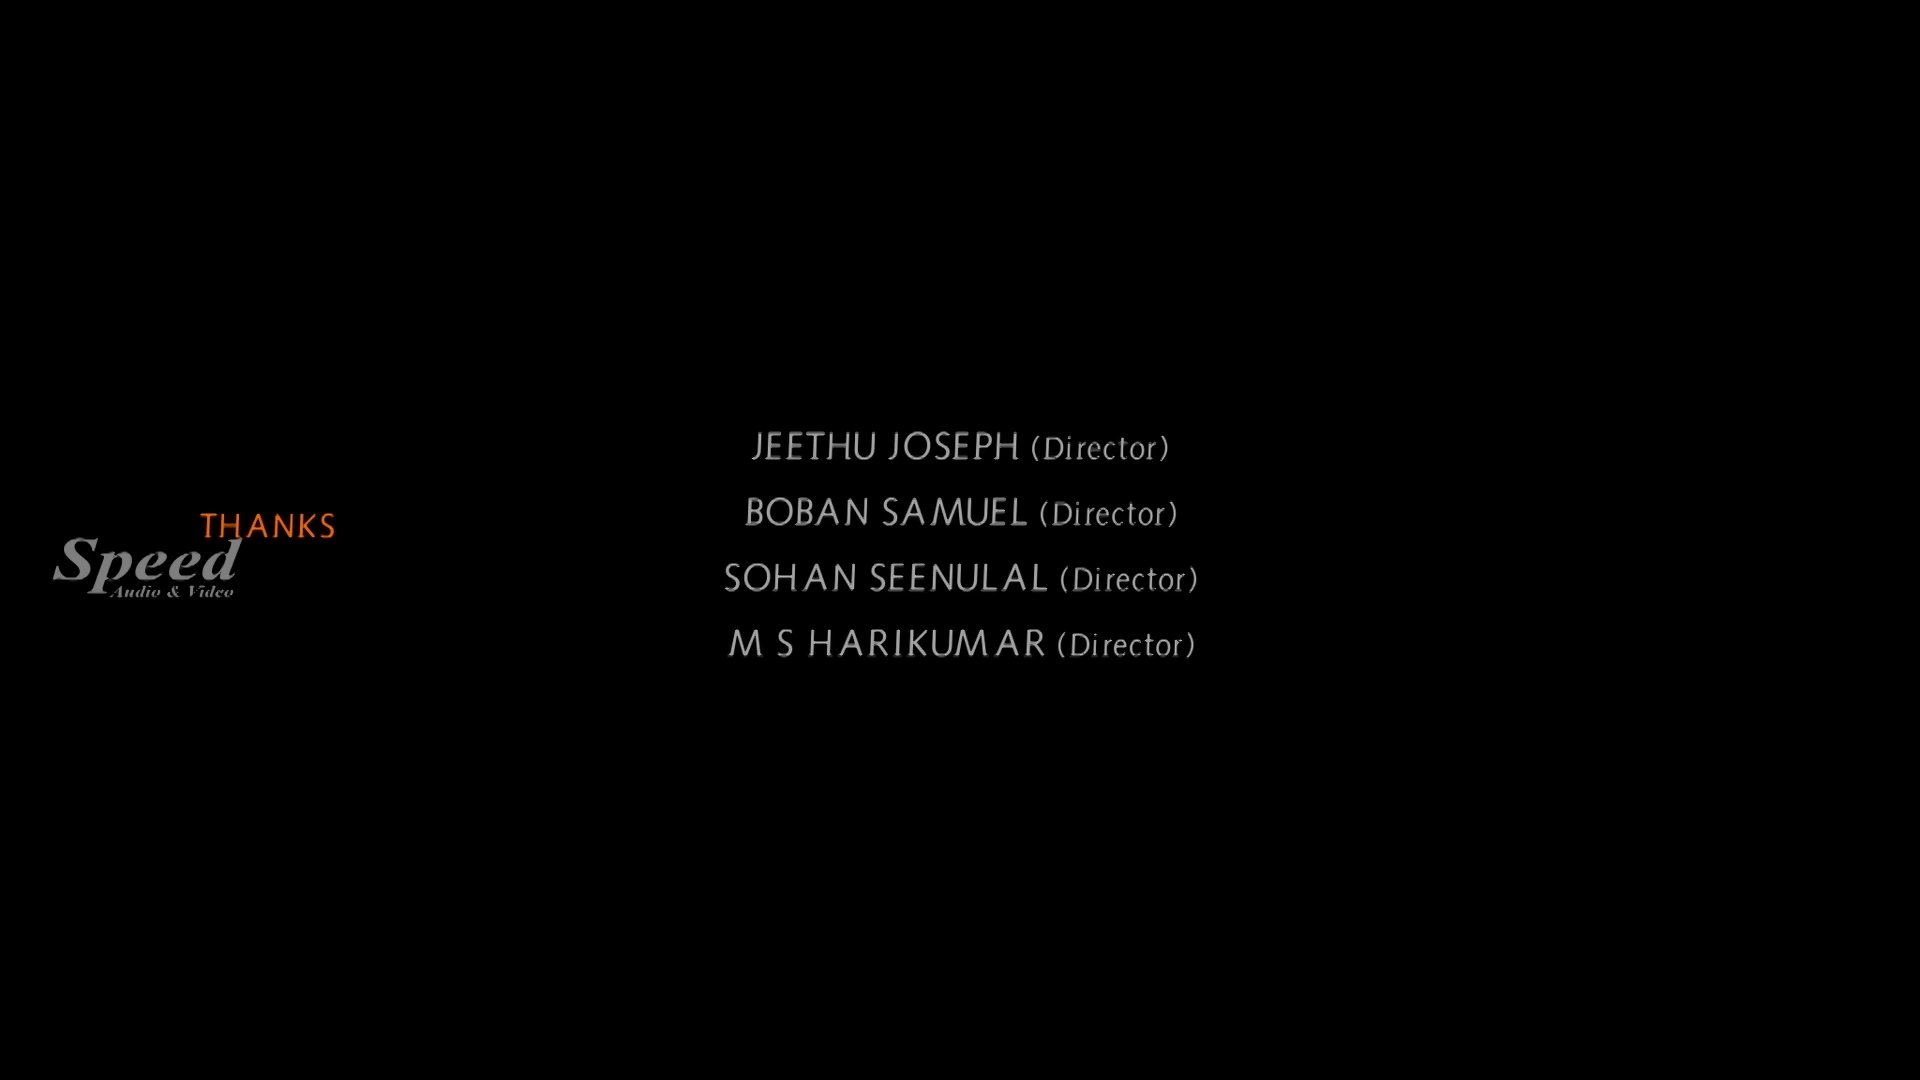 THANKS
Speed
Audio & Video
JEETHU JOSEPH (Director)
BOBAN SAMUEL (Director)
SOHAN SEENULAL (Director)
M S HARIKUMAR (Director)